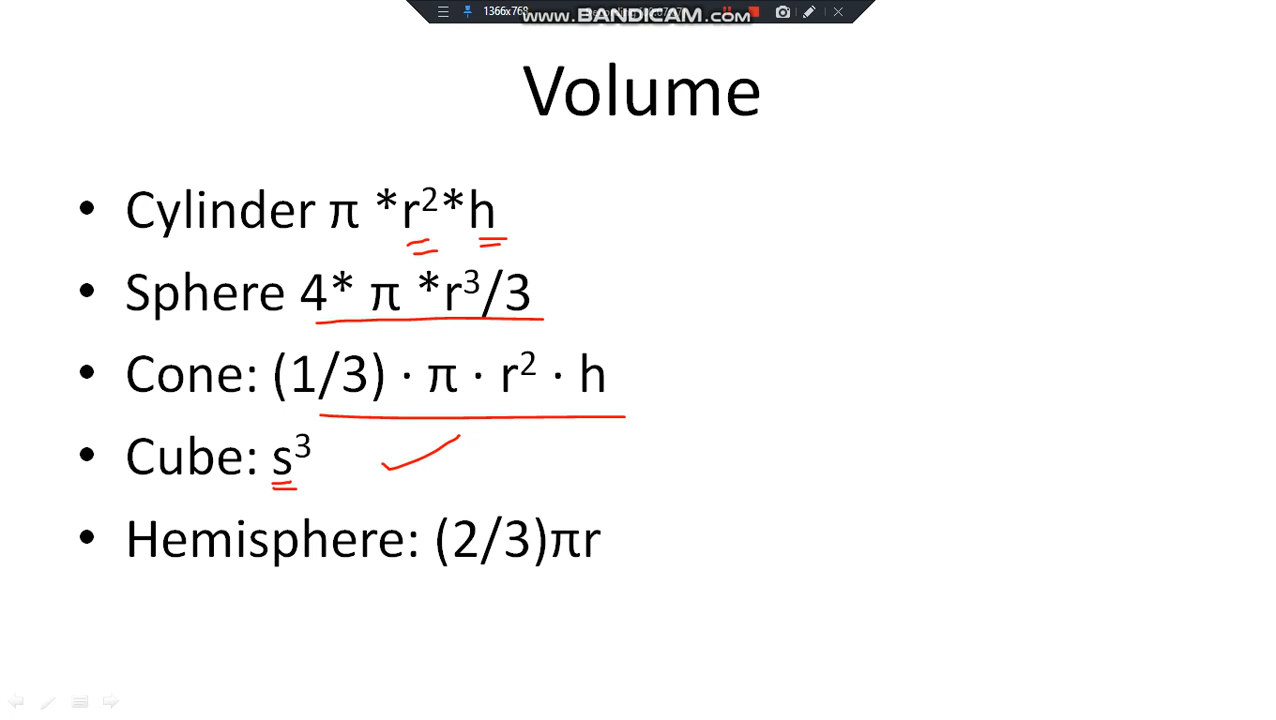 1366x768
www.BANDICAM.com
Volume
• Cylinder π *r²*h
• Sphere 4* π *r³/3
• Cone: (1/3) · π · r² · h
• Cube: s³
• Hemisphere: (2/3)πr